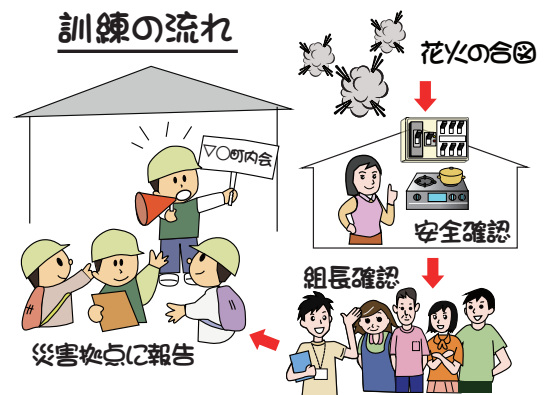 訓練の流れ
花火の合図
▽○町内会
安全確認
組長確認
災害拠点に報告